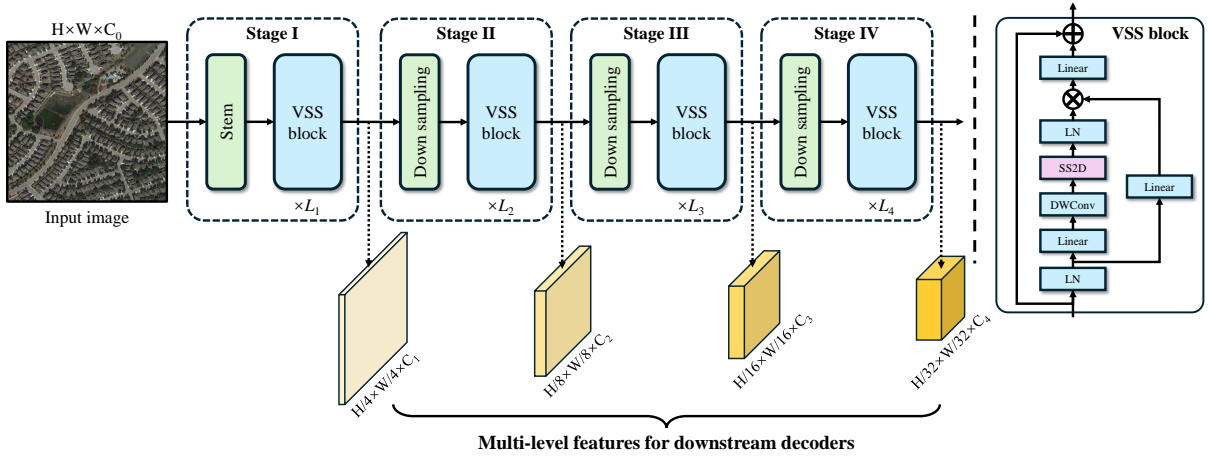 H×W×C₀
Input image
Stage I
Stem
VSS block
×L₁
Stage II
Down sampling
VSS block
×L₂
Stage III
Down sampling
VSS block
×L₃
Stage IV
Down sampling
VSS block
×L₄
H/4×W/4×C₁
H/8×W/8×C₂
H/16×W/16×C₃
H/32×W/32×C₄
Multi-level features for downstream decoders
VSS block
Linear
LN
SS2D
DWConv
Linear
LN
Linear